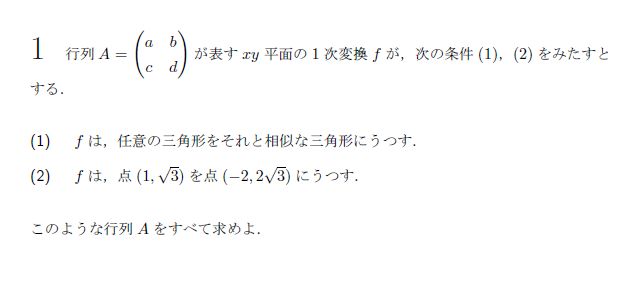 1 行列 A = \begin{pmatrix} a & b \\ c & d \end{pmatrix} が表す xy 平面の 1 次変換 f が，次の条件 (1)，(2) をみたすと
する．
(1) f は，任意の三角形をそれと相似な三角形にうつす．
(2) f は，点 (1, √3) を点 (−2, 2√3) にうつす．
このような行列 A をすべて求めよ．